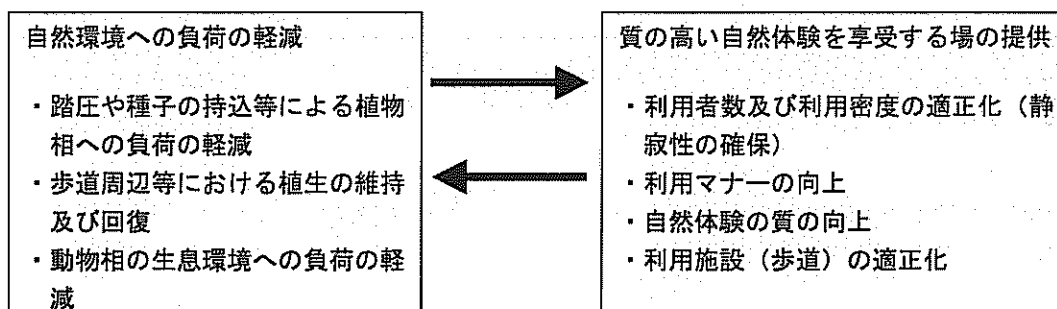 自然環境への負荷の軽減
・踏圧や種子の持込等による植物
相への負荷の軽減
・歩道周辺等における植生の維持
及び回復
・動物相の生息環境への負荷の軽
減
質の高い自然体験を享受する場の提供
・利用者数及び利用密度の適正化（静
寂性の確保）
・利用マナーの向上
・自然体験の質の向上
・利用施設（歩道）の適正化